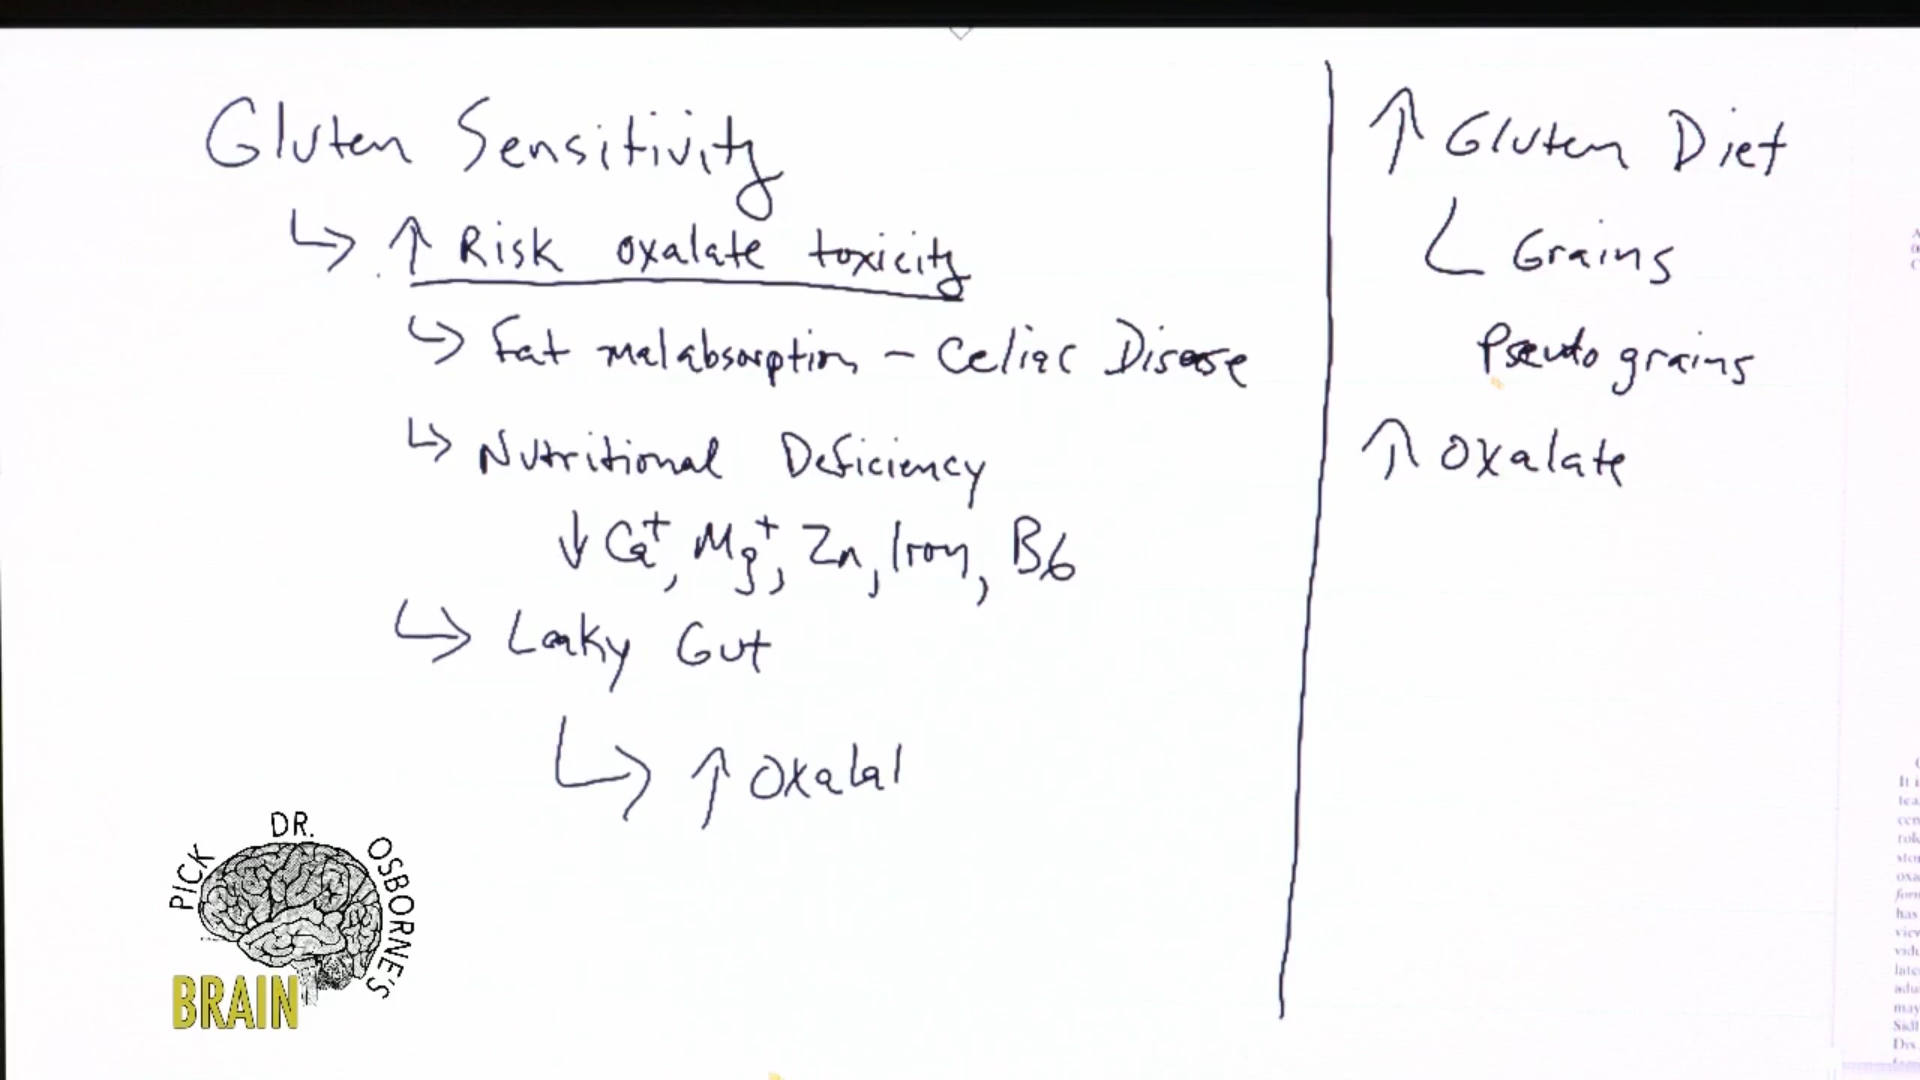 Gluten Sensitivity
↳ ↑ Risk oxalate toxicity
↳ Fat malabsorption - Celiac Disease
↳ Nutritional Deficiency
↓ Ca+, Mg+, Zn, Iron, B6
↳ Leaky Gut
↳ ↑ Oxalal
↑ Gluten Diet
Grains
Pseudo grains
↑ Oxalate
PICK DR. OSBORNE'S
BRAIN